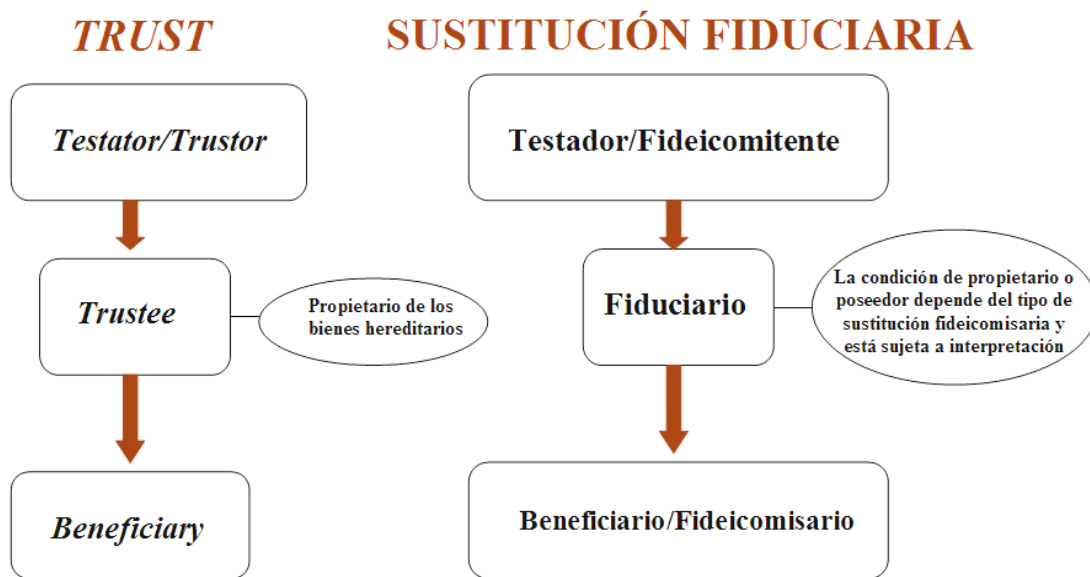 TRUST
SUSTITUCIÓN FIDUCIARIA
Testator/Trustor
Testador/Fideicomitente
Trustee
Propietario de los
bienes hereditarios
Fiduciario
La condición de propietario o
poseedor depende del tipo de
sustitución fideicomisaria y
está sujeta a interpretación
Beneficiary
Beneficiario/Fideicomisario